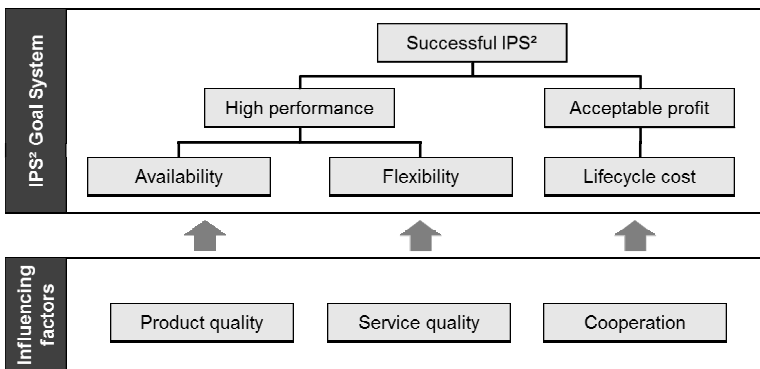 IPS² Goal System
Successful IPS²
High performance
Acceptable profit
Availability
Flexibility
Lifecycle cost
Influencing
factors
Product quality
Service quality
Cooperation